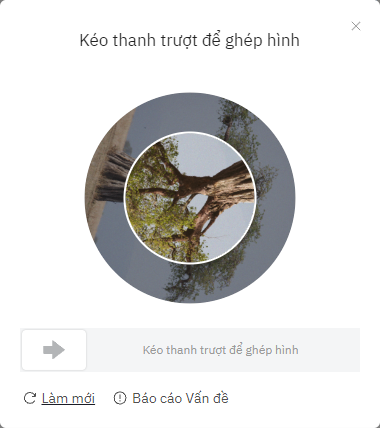 Kéo thanh trượt để ghép hình
Kéo thanh trượt để ghép hình
Làm mới
Báo cáo Vấn đề